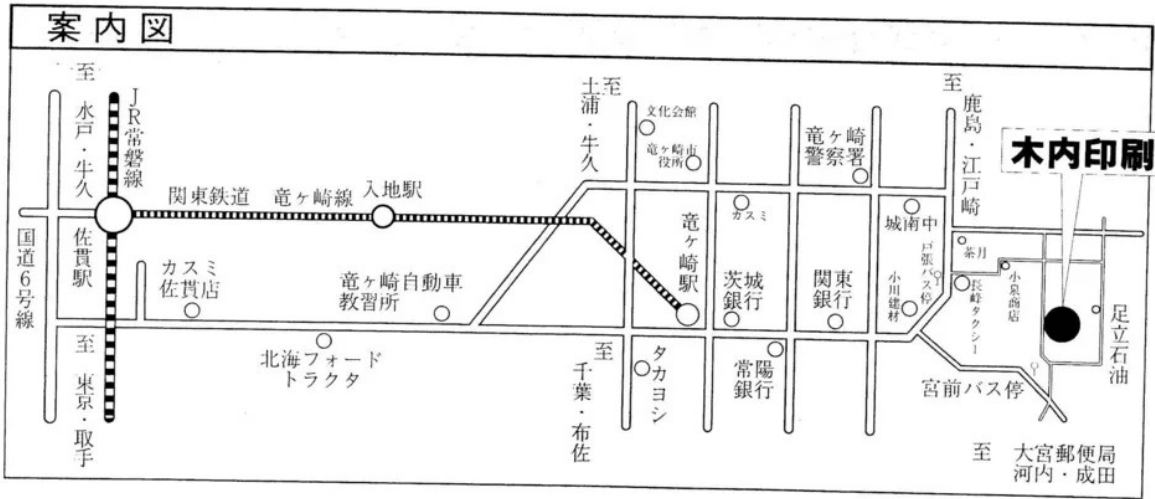 案内図
至
水戸・牛久
JR常磐線
関東鉄道 竜ヶ崎線
入地駅
国道6号線
佐貫駅
カスミ
佐貫店
竜ヶ崎自動車
教習所
北海フォード
トラクタ
至
東京・取手
至
土浦・牛久
文化会館
竜ヶ崎市
役所
竜ヶ崎
警察署
至
鹿島・江戸崎
木内印刷
カスミ
城南中
竜ヶ崎駅
茨城
銀行
関東
銀行
小川建材
戸張バス停
茶月
長峰タクシー
小泉商店
足立石油
至
千葉・布佐
タカヨシ
常陽
銀行
宮前バス停
至 大宮郵便局
河内・成田